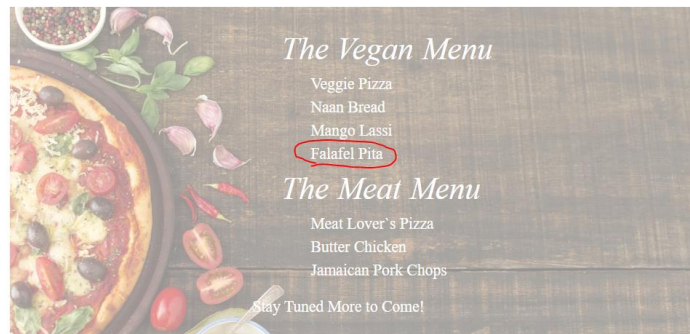 The Vegan Menu
Veggie Pizza
Naan Bread
Mango Lassi
Falafel Pita
The Meat Menu
Meat Lover`s Pizza
Butter Chicken
Jamaican Pork Chops
Stay Tuned More to Come!